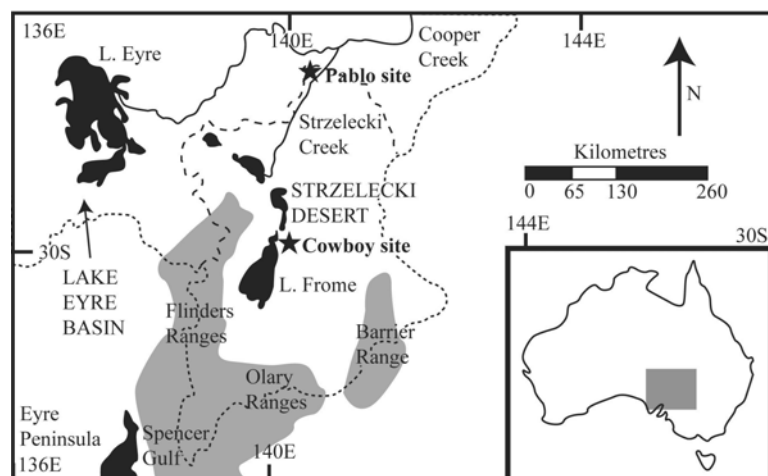 136E
140E
144E
L. Eyre
Cooper
Creek
Pablo site
N
Strzelecki
Creek
Kilometres
0 65 130 260
STRZELECKI
DESERT
144E
30S
30S
Cowboy site
LAKE
EYRE
BASIN
L. Frome
Flinders
Ranges
Barrier
Range
Olary
Ranges
Eyre
Peninsula
Spencer
Gulf
136E
140E